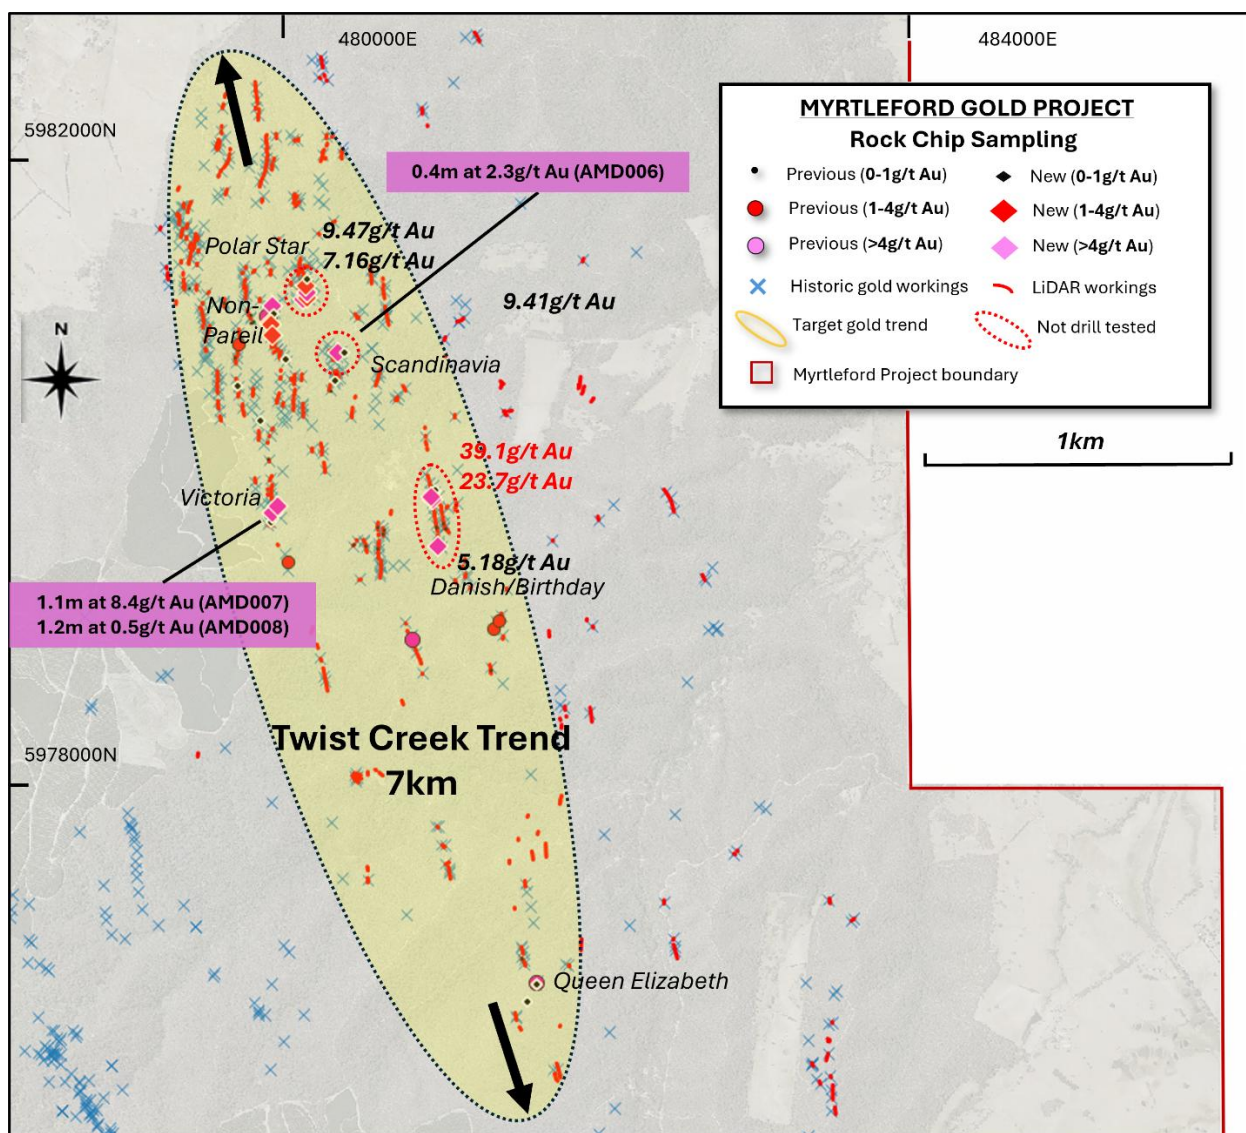 480000E
484000E
5982000N
MYRTLEFORD GOLD PROJECT
Rock Chip Sampling
Previous (0-1g/t Au)
New (0-1g/t Au)
Previous (1-4g/t Au)
New (1-4g/t Au)
Previous (>4g/t Au)
New (>4g/t Au)
Historic gold workings
LiDAR workings
Target gold trend
Not drill tested
Myrtleford Project boundary
0.4m at 2.3g/t Au (AMD006)
9.47g/t Au
Polar Star
7.16g/t Au
9.41g/t Au
Non-
Pareil
N
Scandinavia
1km
39.1g/t Au
23.7g/t Au
Victoria
5.18g/t Au
Danish/Birthday
1.1m at 8.4g/t Au (AMD007)
1.2m at 0.5g/t Au (AMD008)
Twist Creek Trend
7km
5978000N
Queen Elizabeth